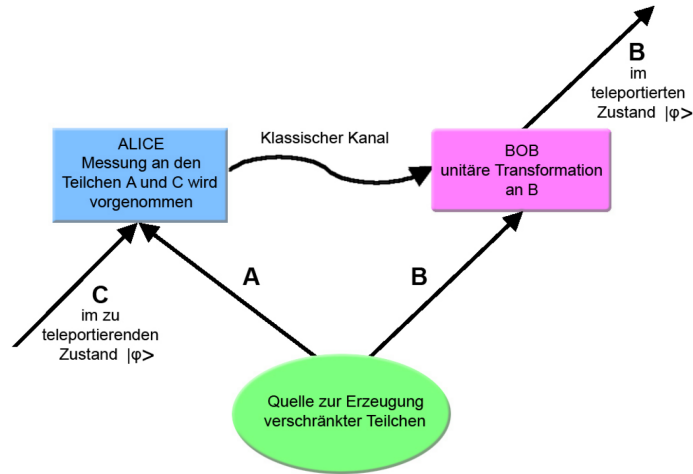 B
im
teleportierten
Zustand |φ>
Klassischer Kanal
ALICE
Messung an den
Teilchen A und C wird
vorgenommen
BOB
unitäre Transformation
an B
A
B
C
im zu
teleportierenden
Zustand |φ>
Quelle zur Erzeugung
verschränkter Teilchen